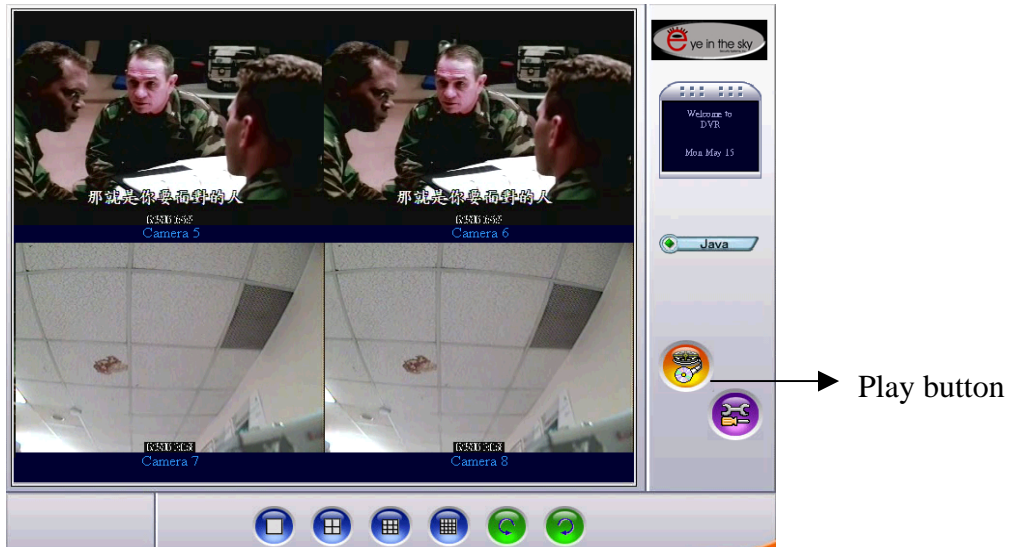 那就是你要面對的人
那就是你要面對的人
Camera 5
Camera 6
Camera 7
Camera 8
eye in the sky
Welcome to
DVR
Mon May 15
Java
Play button